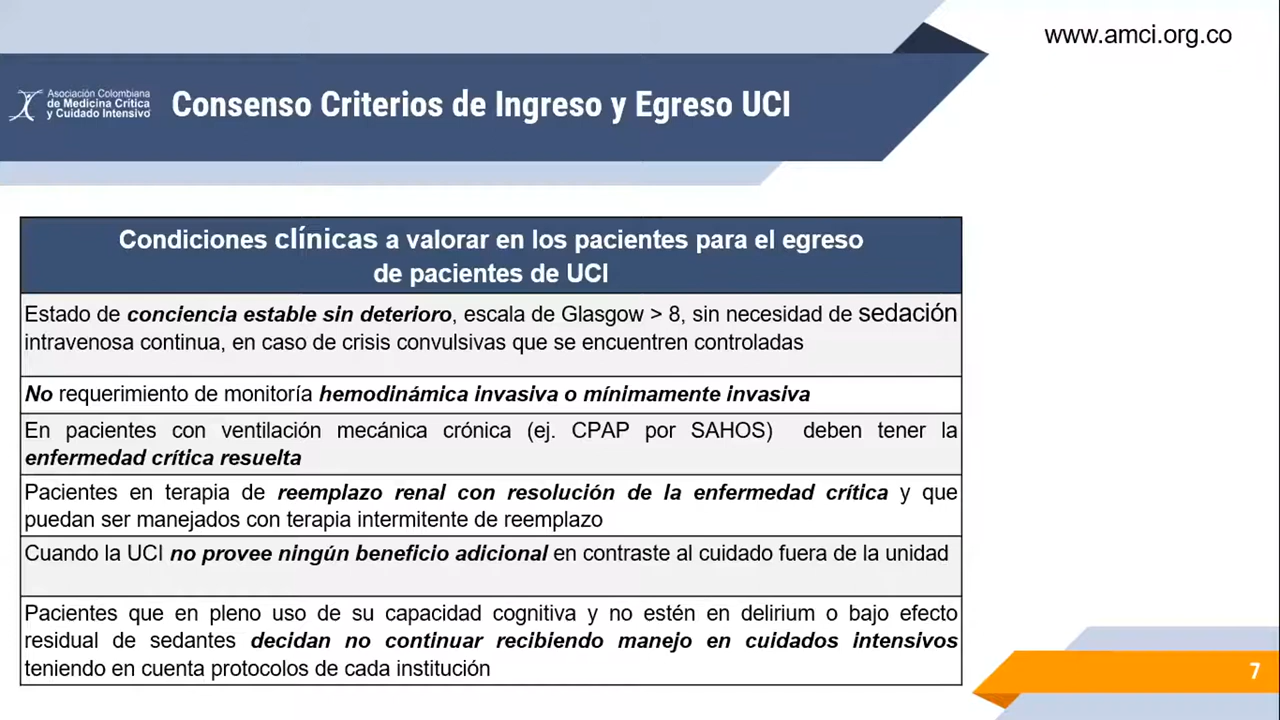 www.amci.org.co
Asociación Colombiana
de Medicina Crítica
y Cuidado Intensivo
Consenso Criterios de Ingreso y Egreso UCI
Condiciones clínicas a valorar en los pacientes para el egreso
de pacientes de UCI
Estado de conciencia estable sin deterioro, escala de Glasgow > 8, sin necesidad de sedación
intravenosa continua, en caso de crisis convulsivas que se encuentren controladas
No requerimiento de monitoría hemodinámica invasiva o mínimamente invasiva
En pacientes con ventilación mecánica crónica (ej. CPAP por SAHOS) deben tener la
enfermedad crítica resuelta
Pacientes en terapia de reemplazo renal con resolución de la enfermedad crítica y que
puedan ser manejados con terapia intermitente de reemplazo
Cuando la UCI no provee ningún beneficio adicional en contraste al cuidado fuera de la unidad
Pacientes que en pleno uso de su capacidad cognitiva y no estén en delirium o bajo efecto
residual de sedantes decidan no continuar recibiendo manejo en cuidados intensivos
teniendo en cuenta protocolos de cada institución
7